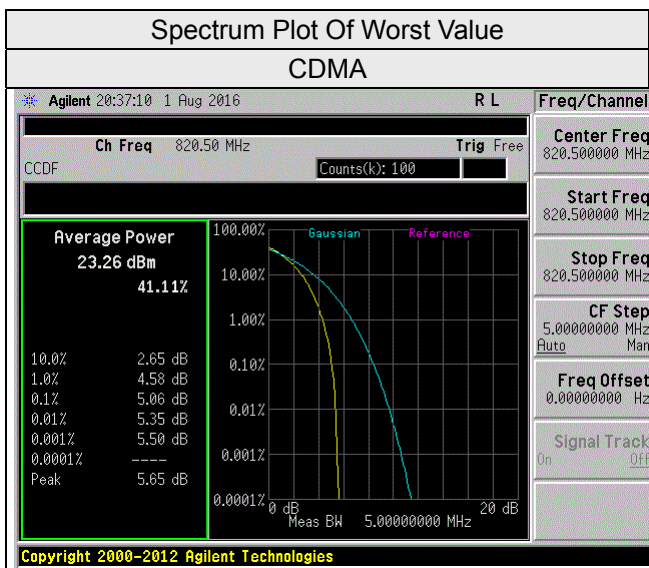 Spectrum Plot Of Worst Value
CDMA
Agilent 20:37:10 1 Aug 2016 R L
Freq/Channel
Ch Freq 820.50 MHz Trig Free
CCDF Counts(k): 100
Average Power
23.26 dBm
41.11%
10.0% 2.65 dB
1.0% 4.58 dB
0.1% 5.06 dB
0.01% 5.35 dB
0.001% 5.50 dB
0.0001% ----
Peak 5.65 dB
Gaussian Reference
100.00%
10.00%
1.00%
0.10%
0.01%
0.001%
0.0001%
0 dB 20 dB
Meas BW 5.00000000 MHz
Center Freq
820.500000 MHz
Start Freq
820.500000 MHz
Stop Freq
820.500000 MHz
CF Step
5.00000000 MHz
Auto Man
Freq Offset
0.00000000 Hz
Signal Track
On Off
Copyright 2000-2012 Agilent Technologies